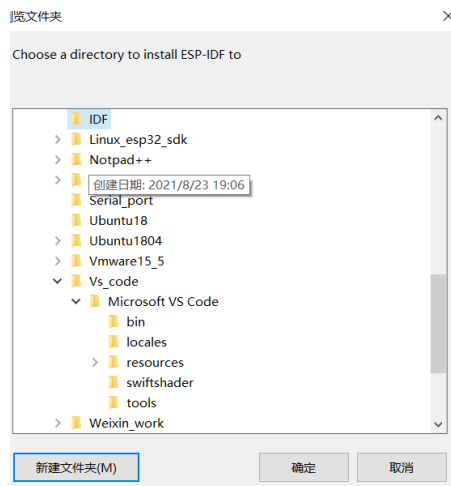 浏览文件夹
Choose a directory to install ESP-IDF to
IDF
Linux_esp32_sdk
Notpad++
创建日期: 2021/8/23 19:06
Serial_port
Ubuntu18
Ubuntu1804
Vmware15_5
Vs_code
Microsoft VS Code
bin
locales
resources
swiftshader
tools
Weixin_work
新建文件夹(M)
确定
取消